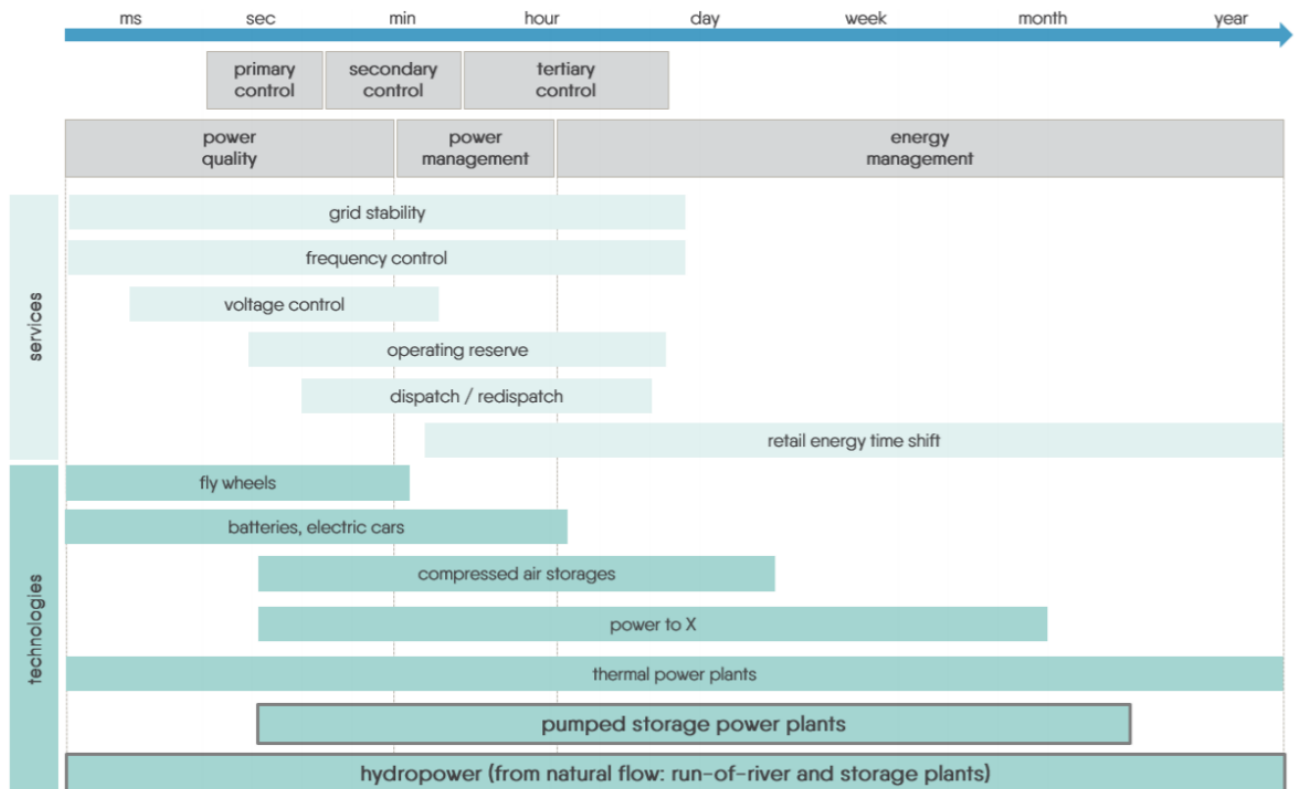 ms sec min hour day week month year
primary
control
secondary
control
tertiary
control
power
quality
power
management
energy
management
services
grid stability
frequency control
voltage control
operating reserve
dispatch / redispatch
retail energy time shift
technologies
fly wheels
batteries, electric cars
compressed air storages
power to X
thermal power plants
pumped storage power plants
hydropower (from natural flow: run-of-river and storage plants)